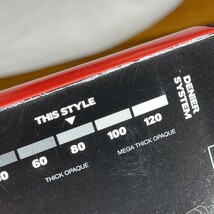 THIS STYLE
60 80 100 120
THICK OPAQUE MEGA THICK OPAQUE
DENIER
SYSTEM